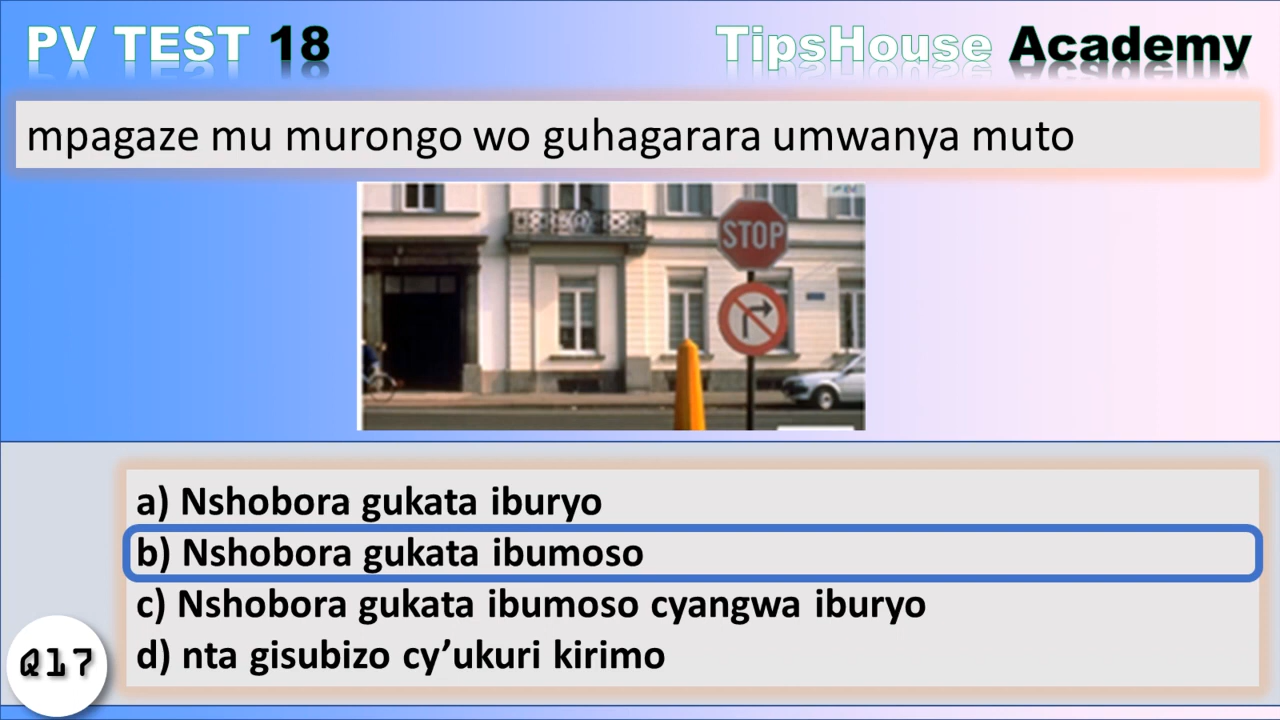 PV TEST 18
TipsHouse Academy
mpagaze mu murongo wo guhagarara umwanya muto
STOP
a) Nshobora gukata iburyo
b) Nshobora gukata ibumoso
c) Nshobora gukata ibumoso cyangwa iburyo
d) nta gisubizo cy’ukuri kirimo
Q17